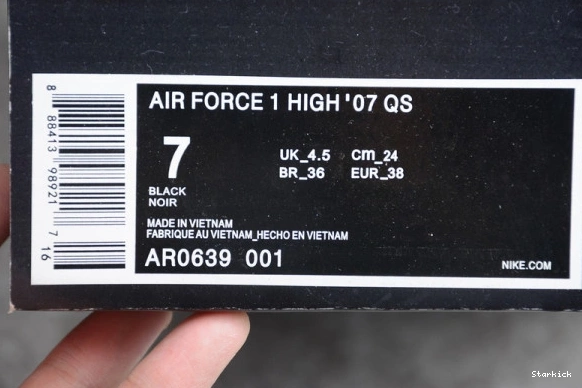 AIR FORCE 1 HIGH '07 QS
7
UK_4.5 Cm_24
BR_36 EUR_38
BLACK
NOIR
MADE IN VIETNAM
FABRIQUE AU VIETNAM_HECHO EN VIETNAM
AR0639 001
NIKE.COM
8 88413 98921 7 16
Starkick